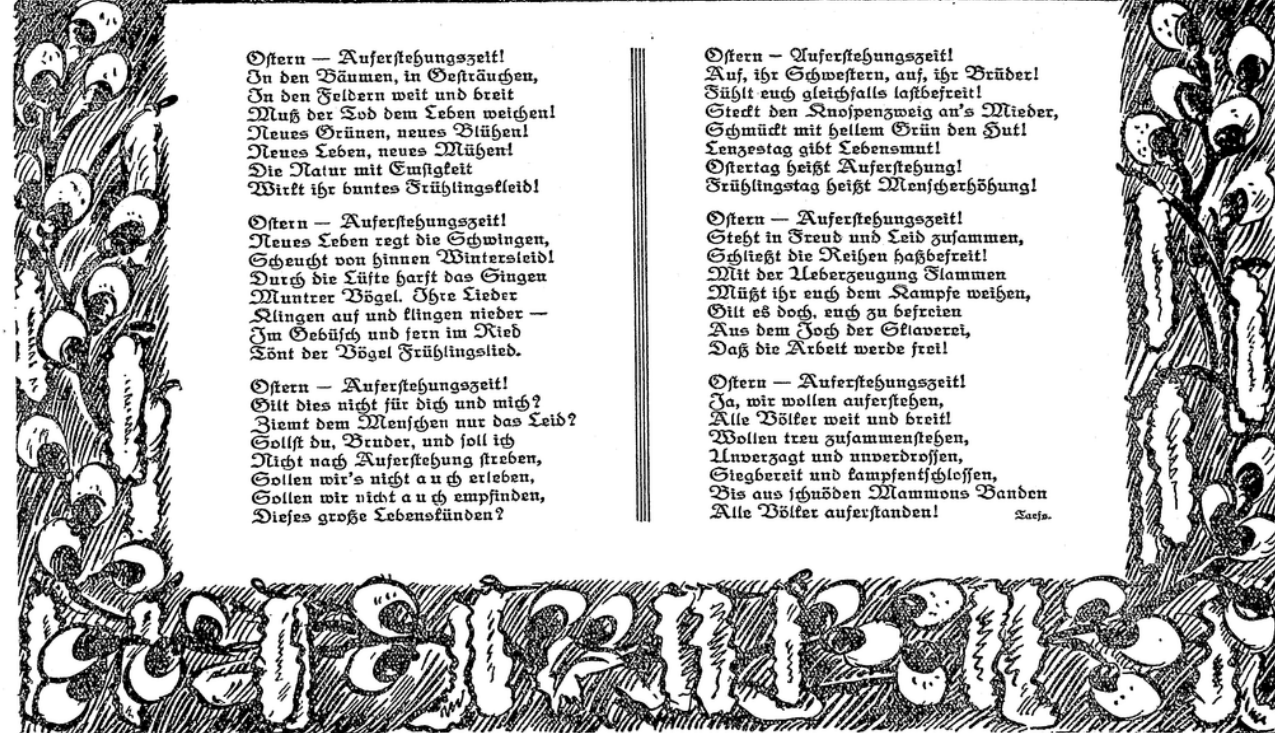 Ostern — Auferstehungszeit!
In den Bäumen, in Gesträuchen,
In den Feldern weit und breit
Muß der Tod dem Leben weichen!
Neues Grünen, neues Blühen!
Neues Leben, neues Mühen!
Die Natur mit Emsigkeit
Wirkt ihr buntes Frühlingskleid!

Ostern — Auferstehungszeit!
Neues Leben regt die Schwingen,
Scheucht von hinnen Wintersleid!
Durch die Lüfte harft das Singen
Muntrer Vögel. Ihre Lieder
Klingen auf und klingen nieder —
Im Gebüsch und fern im Ried
Tönt der Vögel Frühlingslied.

Ostern — Auferstehungszeit!
Gilt dies nicht für dich und mich?
Ziemt dem Menschen nur das Leid?
Sollst du, Bruder, und soll ich
Nicht nach Auferstehung streben,
Sollen wir's nicht auch erleben,
Sollen wir nicht auch empfinden,
Dieses große Lebenskünden?

Ostern — Auferstehungszeit!
Auf, ihr Schwestern, auf, ihr Brüder!
Fühlt euch gleichfalls lastbefreit!
Steckt den Knospenzweig an's Mieder,
Schmückt mit hellem Grün den Hut!
Lenzestag gibt Lebensmut!
Ostertag heißt Auferstehung!
Frühlingstag heißt Menscherhöhung!

Ostern — Auferstehungszeit!
Steht in Freud und Leid zusammen,
Schließt die Reihen haßbefreit!
Mit der Ueberzeugung Flammen
Müßt ihr euch dem Kampfe weihen,
Gilt es doch, euch zu befreien
Aus dem Joch der Sklaverei,
Daß die Arbeit werde frei!

Ostern — Auferstehungszeit!
Ja, wir wollen auferstehen,
Alle Völker weit und breit!
Wollen treu zusammenstehen,
Unverzagt und unverdrossen,
Siegbereit und kampfentschlossen,
Bis aus schnöden Mammons Banden
Alle Völker auferstanden!